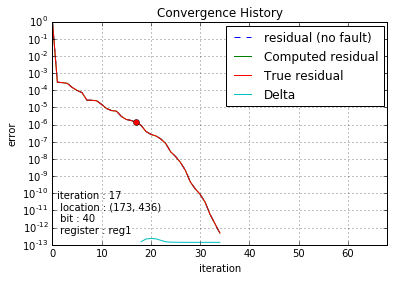 Convergence History
10^0
10^-1
10^-2
10^-3
10^-4
10^-5
10^-6
10^-7
10^-8
10^-9
10^-10
10^-11
10^-12
10^-13
error
residual (no fault)
Computed residual
True residual
Delta
iteration : 17
location : (173, 436)
bit : 40
register : reg1
0 10 20 30 40 50 60
iteration